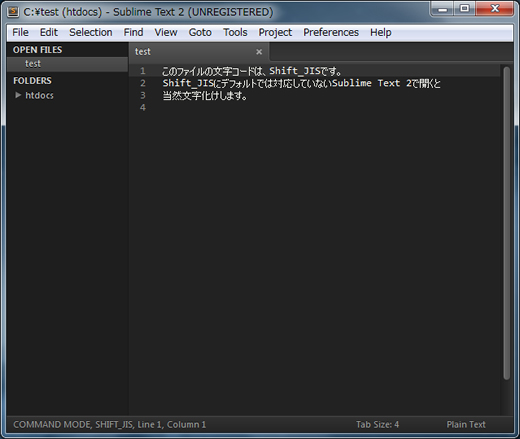 C:¥test (htdocs) - Sublime Text 2 (UNREGISTERED)
File Edit Selection Find View Goto Tools Project Preferences Help
OPEN FILES
test
FOLDERS
htdocs
test
1 このファイルの文字コードは、Shift_JISです。
2 Shift_JISにデフォルトでは対応していないSublime Text 2で開くと
3 当然文字化けします。
4
COMMAND MODE, SHIFT_JIS, Line 1, Column 1 Tab Size: 4 Plain Text